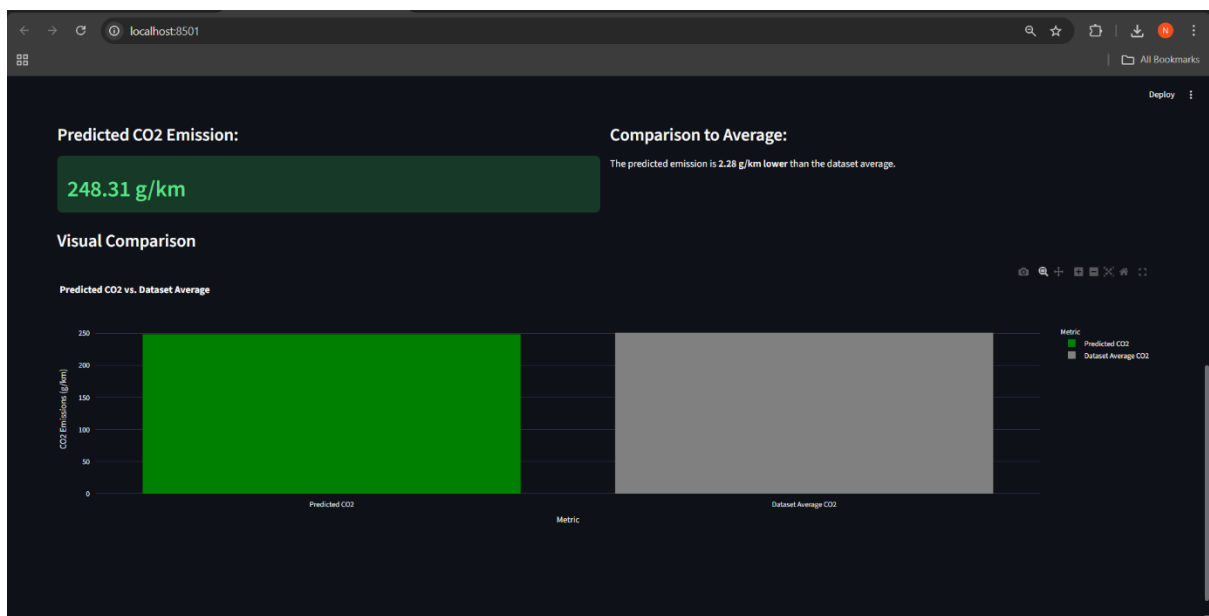 localhost:8501
N
All Bookmarks
Deploy
Predicted CO2 Emission:
248.31 g/km
Comparison to Average:
The predicted emission is 2.28 g/km lower than the dataset average.
Visual Comparison
Predicted CO2 vs. Dataset Average
CO2 Emissions (g/km)
250
200
150
100
50
0
Predicted CO2
Dataset Average CO2
Metric
Metric
Predicted CO2
Dataset Average CO2